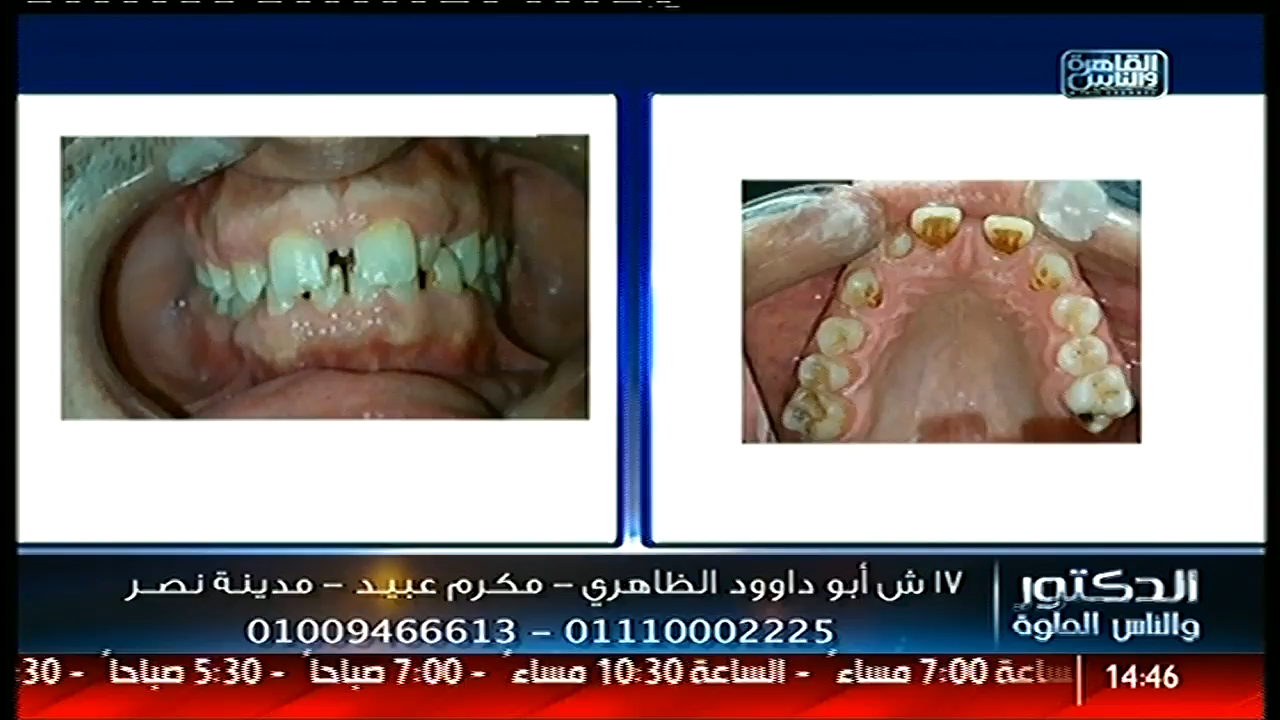 القاهرة
والناس
الدكتور
والناس الحلوة
١٧ ش أبو داوود الظاهري - مكرم عبيد - مدينة نصر
01009466613 - 01110002225
ساعة 7:00 مساءً - الساعة 10:30 مساءً - 7:00 صباحاً - 5:30 صباحاً - 30
14:46